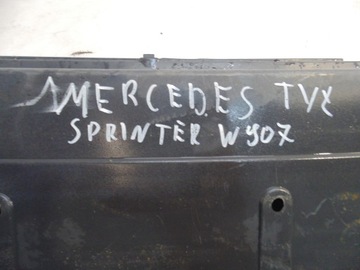 MERCEDES TYŁ
SPRINTER W907